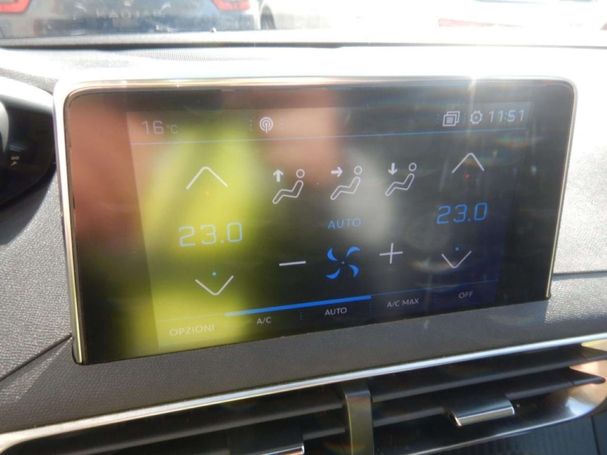 16°C 11:51
23.0 AUTO 23.0
OPZIONI A/C AUTO A/C MAX OFF